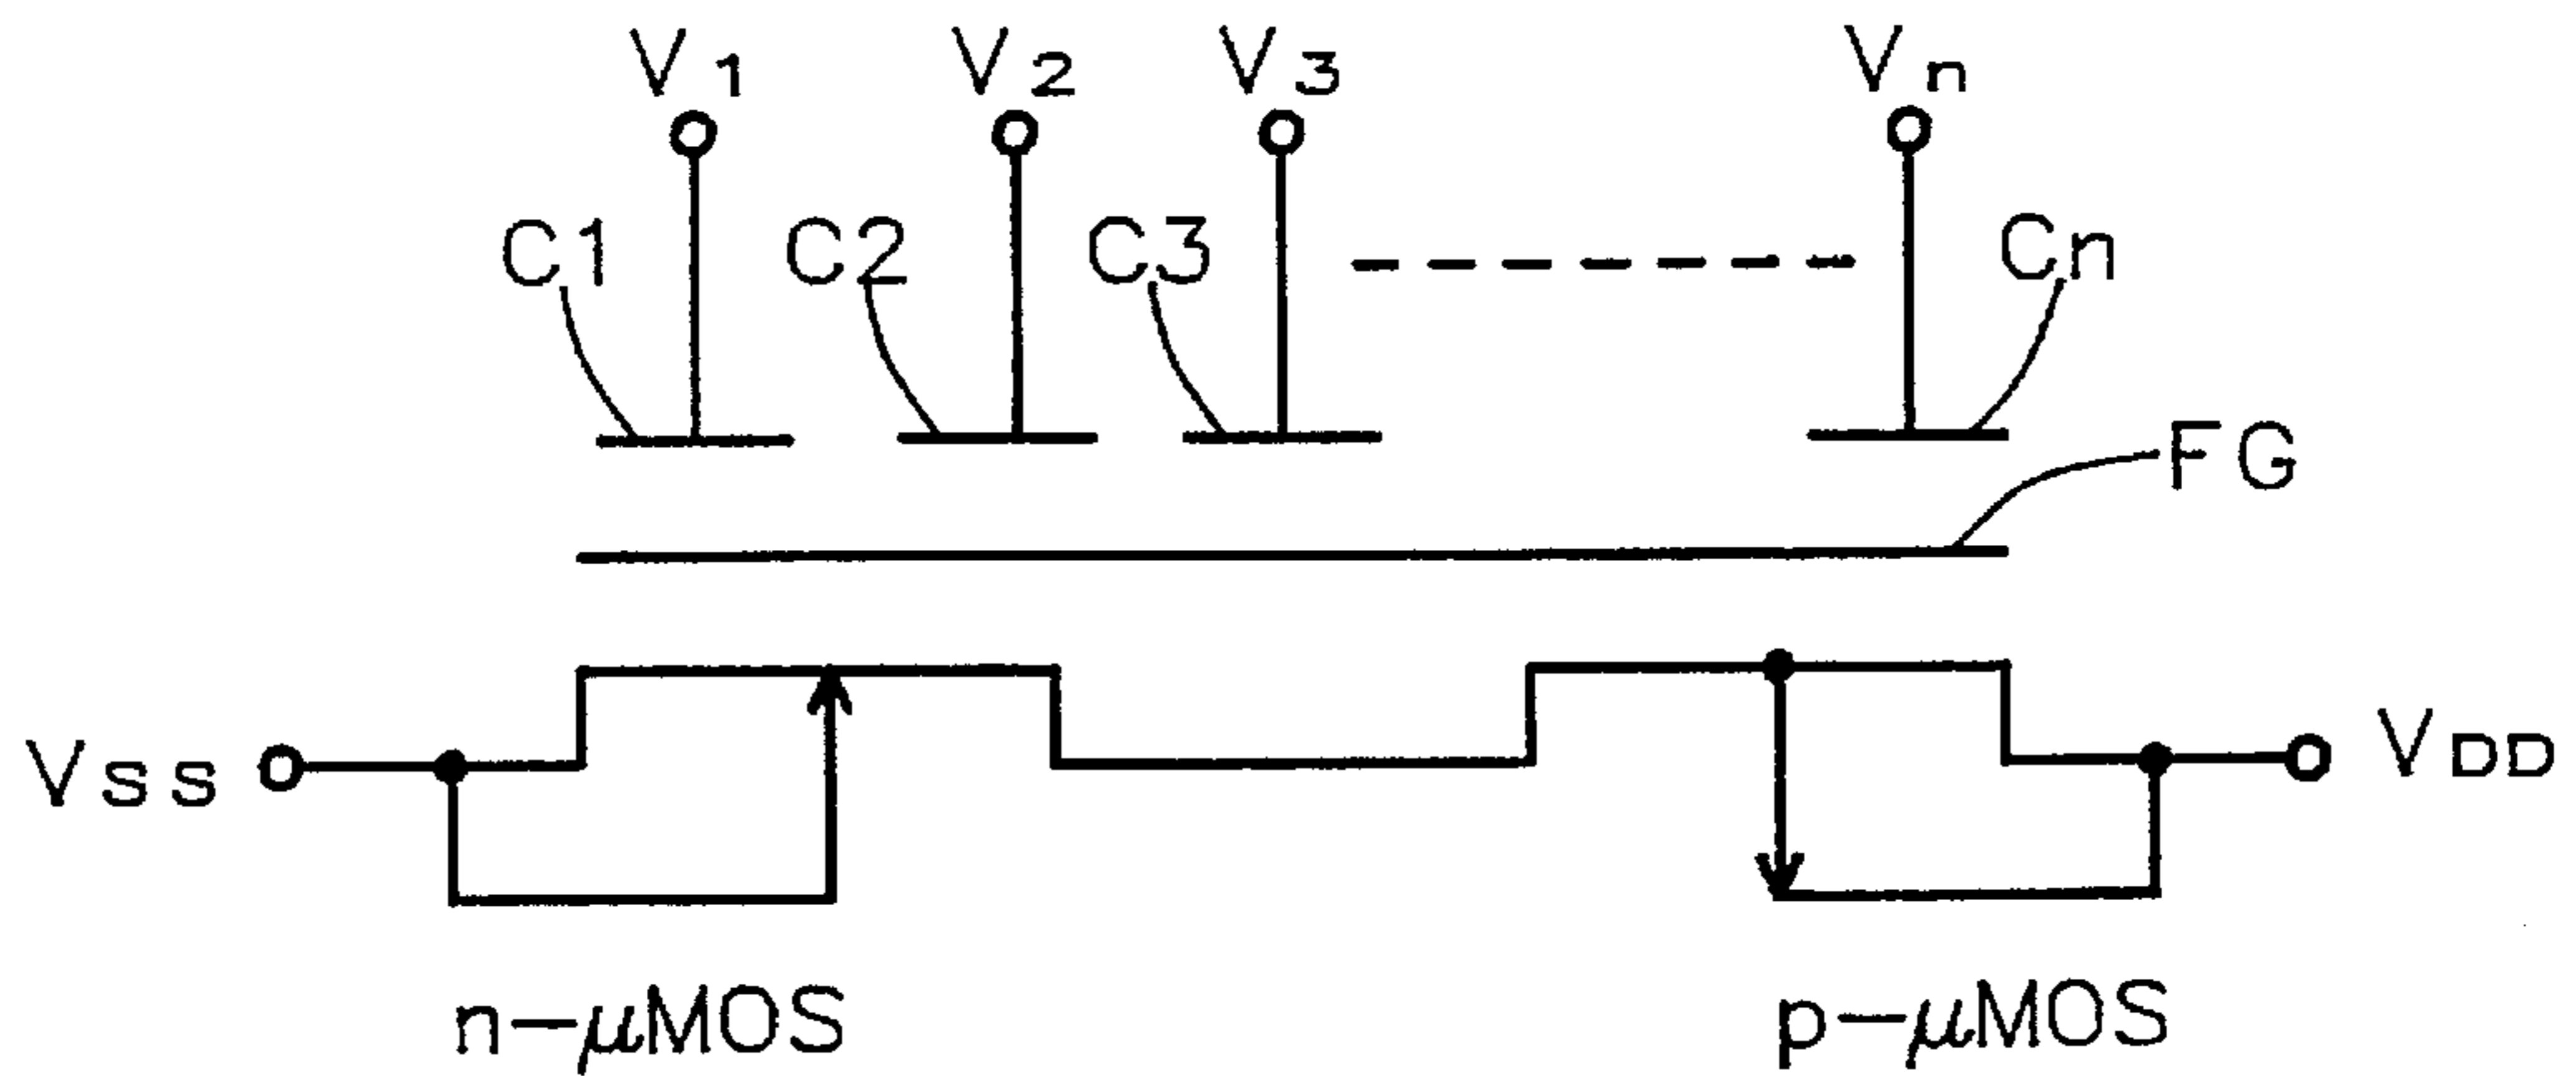 V1 V2 V3 Vn
C1 C2 C3 Cn
FG
VSS VDD
n-μMOS p-μMOS